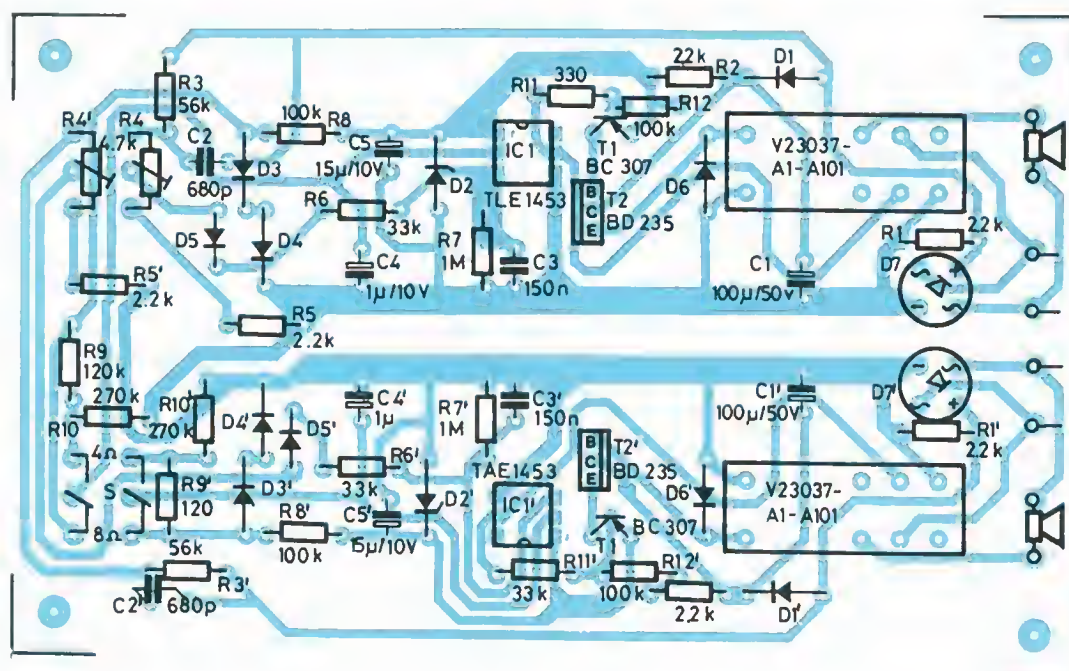 R3
56k
R4'
R4
4.7k
C2
680p
D3
100k
R8
C5
15µ/10V
D2
R6
33k
D5
D4
C4
1µ/10V
R7
1M
C3
150n
IC1
TLE1453
R11
330
22k
R2
D1
R12
100k
T1
BC 307
B
C
E
T2
BD 235
D6
V23037-
A1-A101
R1
2,2k
D7
~
+
-
~
C1
100µ/50V
R5'
2.2k
R5
2.2k
R9
120k
270k
R10
R10'
270k
D4'
D5'
C4'
1µ
R7'
1M
C3'
150n
C1'
100µ/50V
D7'
-
~
~
+
R1'
2,2k
4Ω
S
8Ω
R9'
120
D3'
R6'
33k
D2'
R8'
100k
C5'
15µ/10V
TAE1453
IC1'
B
C
E
T2'
BD 235
D6'
V23037-
A1-A101
BC 307
T1'
56k
R3'
C2'
680p
R11'
33k
R12'
100k
2,2k
D1'